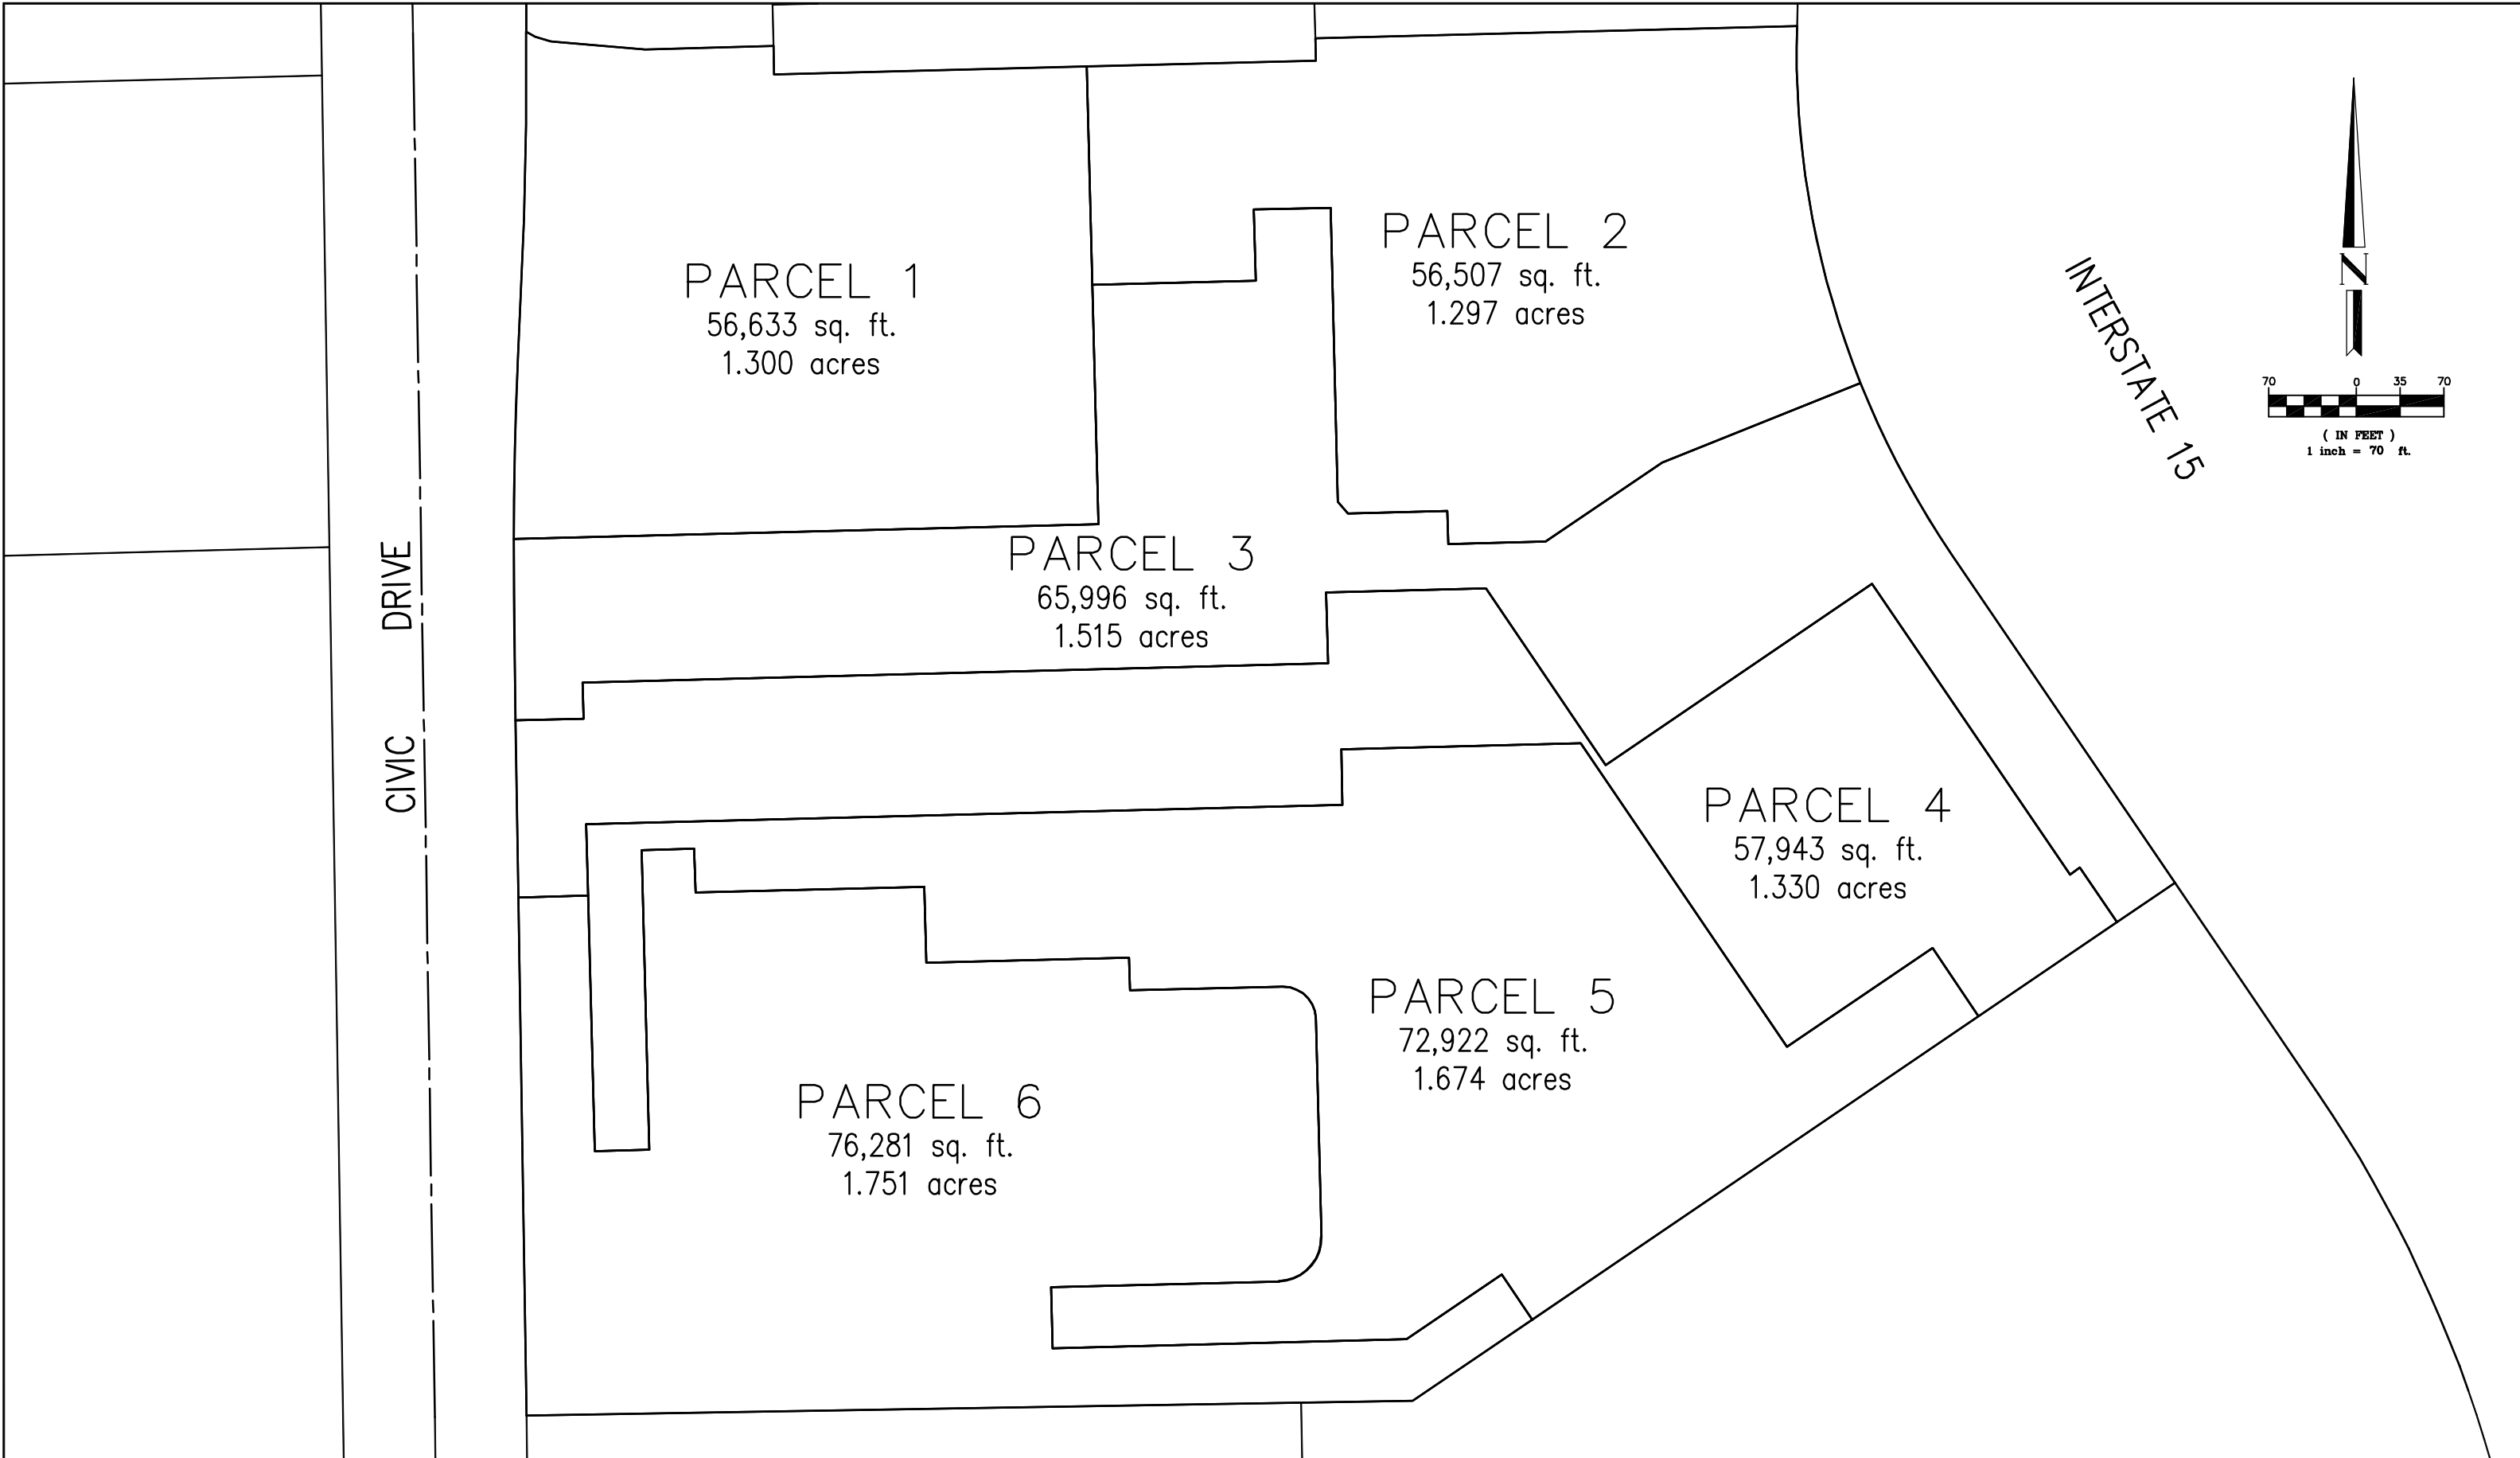 PARCEL 1
56,633 sq. ft.
1.300 acres
PARCEL 2
56,507 sq. ft.
1.297 acres
INTERSTATE 15
N
70 0 35 70
( IN FEET )
1 inch = 70 ft.
PARCEL 3
65,996 sq. ft.
1.515 acres
CIVIC DRIVE
PARCEL 4
57,943 sq. ft.
1.330 acres
PARCEL 5
72,922 sq. ft.
1.674 acres
PARCEL 6
76,281 sq. ft.
1.751 acres